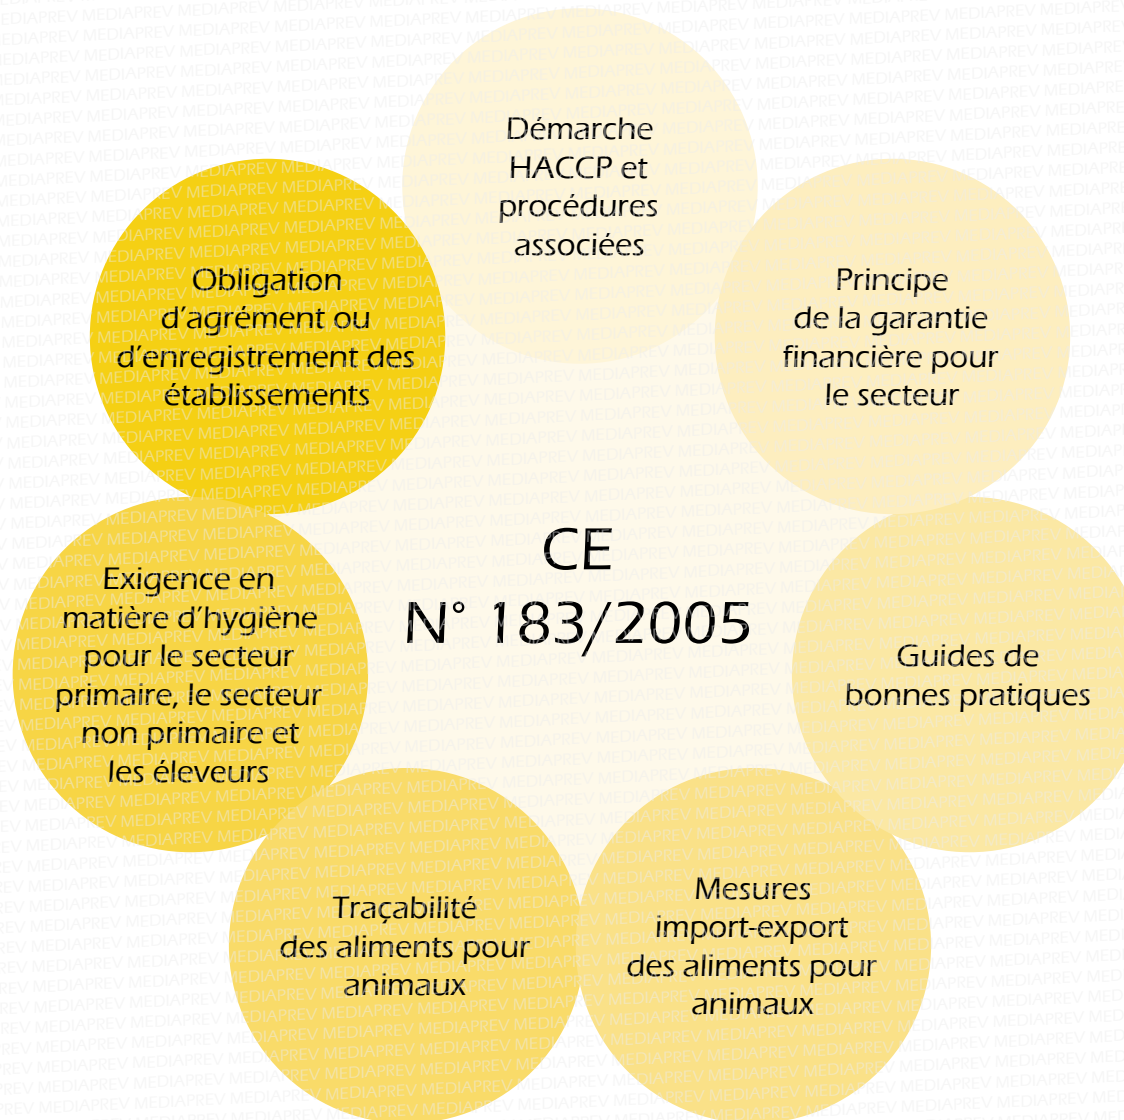 Démarche
HACCP et
procédures
associées
Obligation
d’agrément ou
d’enregistrement des
établissements
Principe
de la garantie
financière pour
le secteur
CE
N° 183/2005
Exigence en
matière d’hygiène
pour le secteur
primaire, le secteur
non primaire et
les éleveurs
Guides de
bonnes pratiques
Traçabilité
des aliments pour
animaux
Mesures
import-export
des aliments pour
animaux
MEDIAPREV